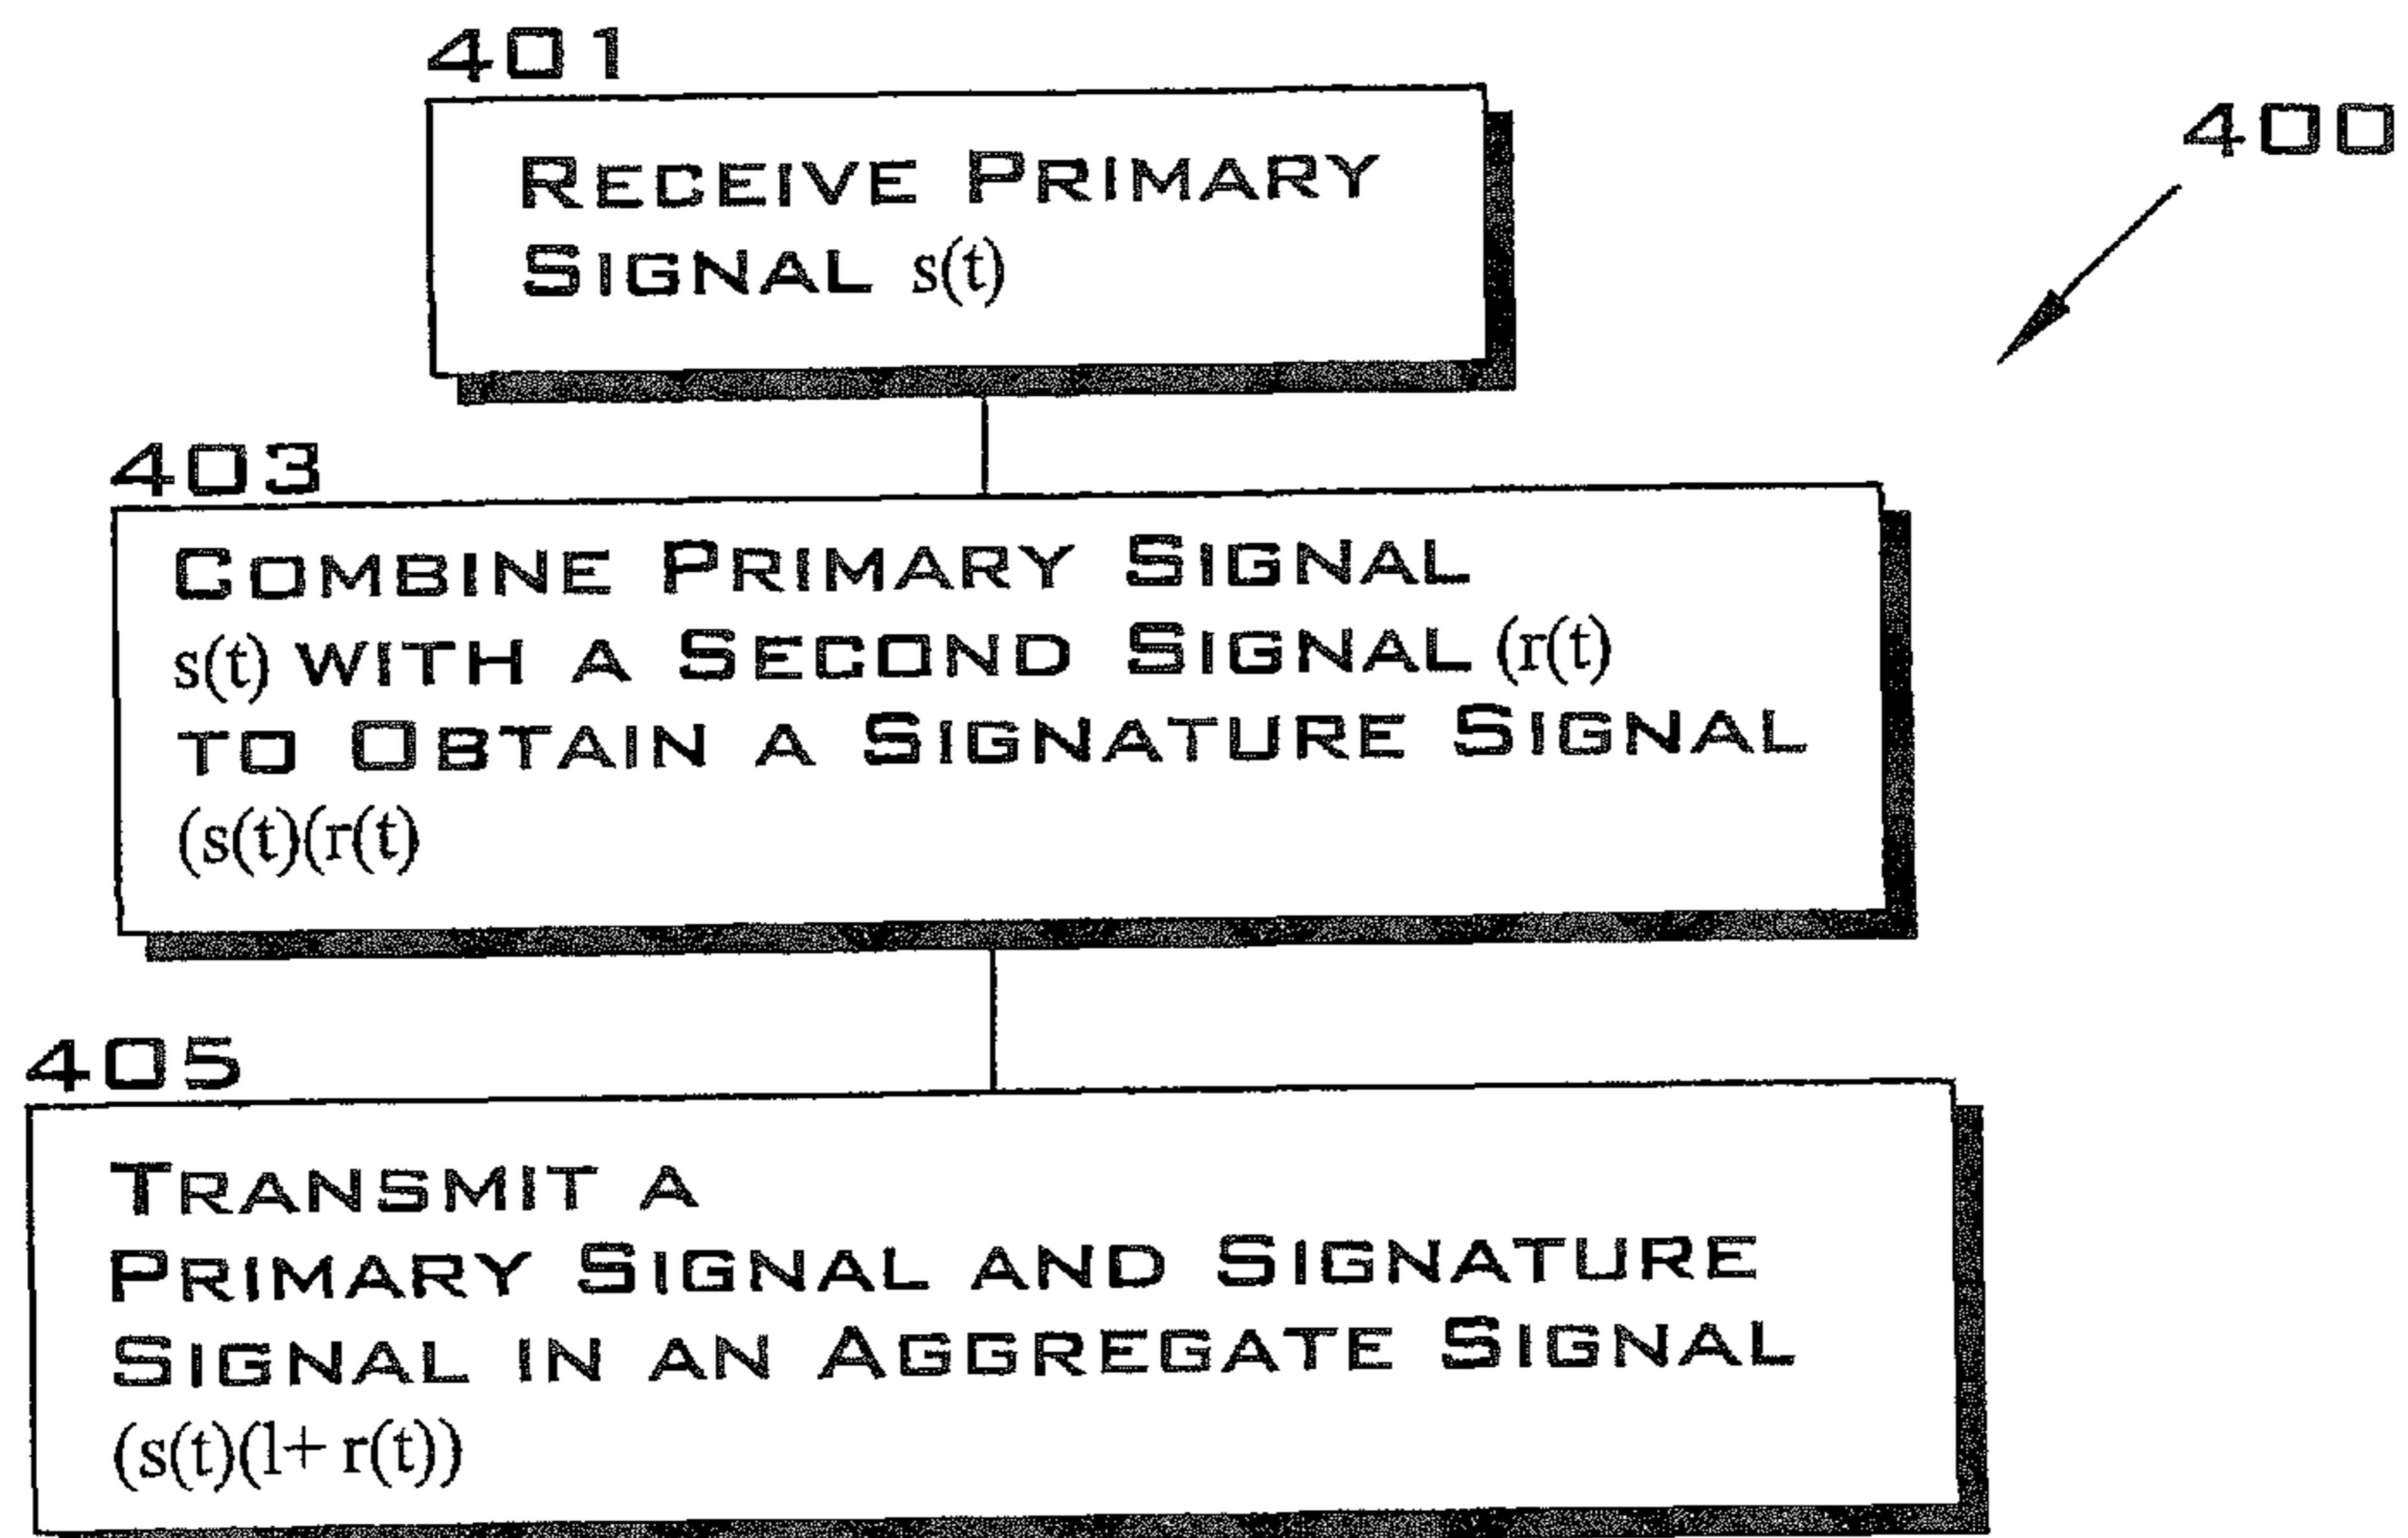 401
RECEIVE PRIMARY
SIGNAL s(t)
400
403
COMBINE PRIMARY SIGNAL
s(t) WITH A SECOND SIGNAL (r(t)
TO OBTAIN A SIGNATURE SIGNAL
(s(t)(r(t)
405
TRANSMIT A
PRIMARY SIGNAL AND SIGNATURE
SIGNAL IN AN AGGREGATE SIGNAL
(s(t)(1+ r(t))